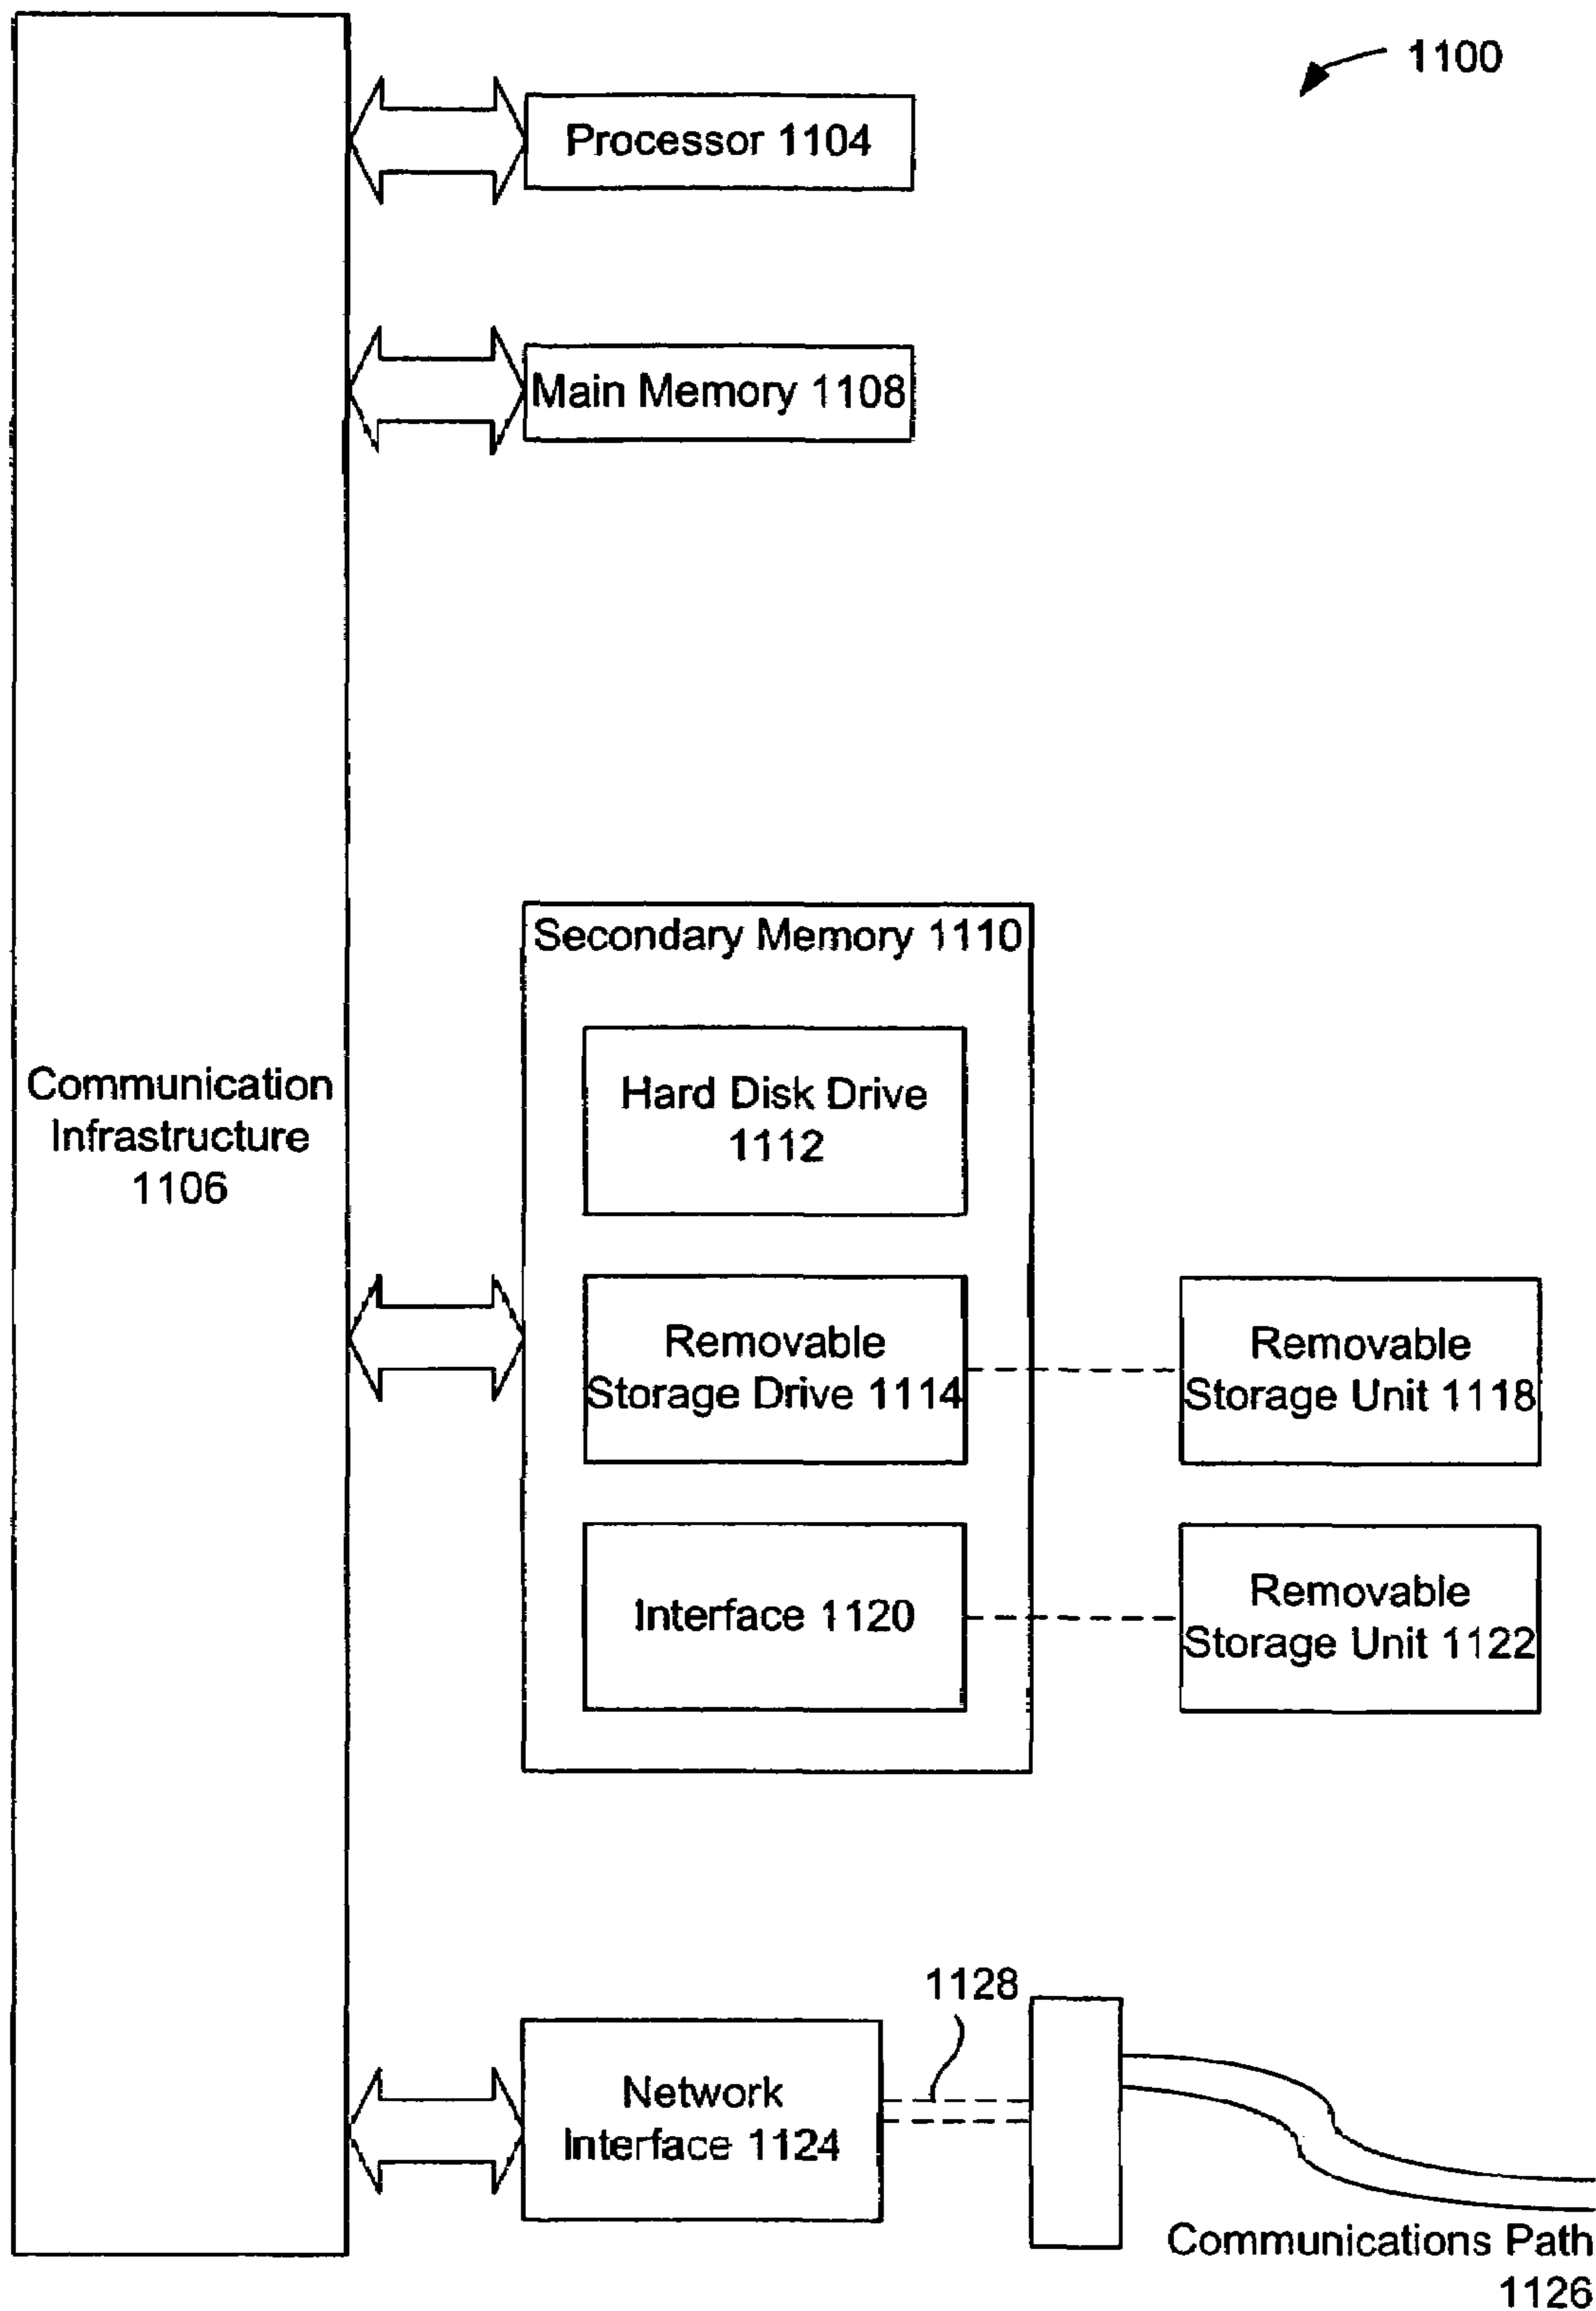 1100
Processor 1104
Main Memory 1108
Secondary Memory 1110
Communication
Infrastructure
1106
Hard Disk Drive
1112
Removable
Storage Drive 1114
Removable
Storage Unit 1118
Interface 1120
Removable
Storage Unit 1122
1128
Network
Interface 1124
Communications Path
1126